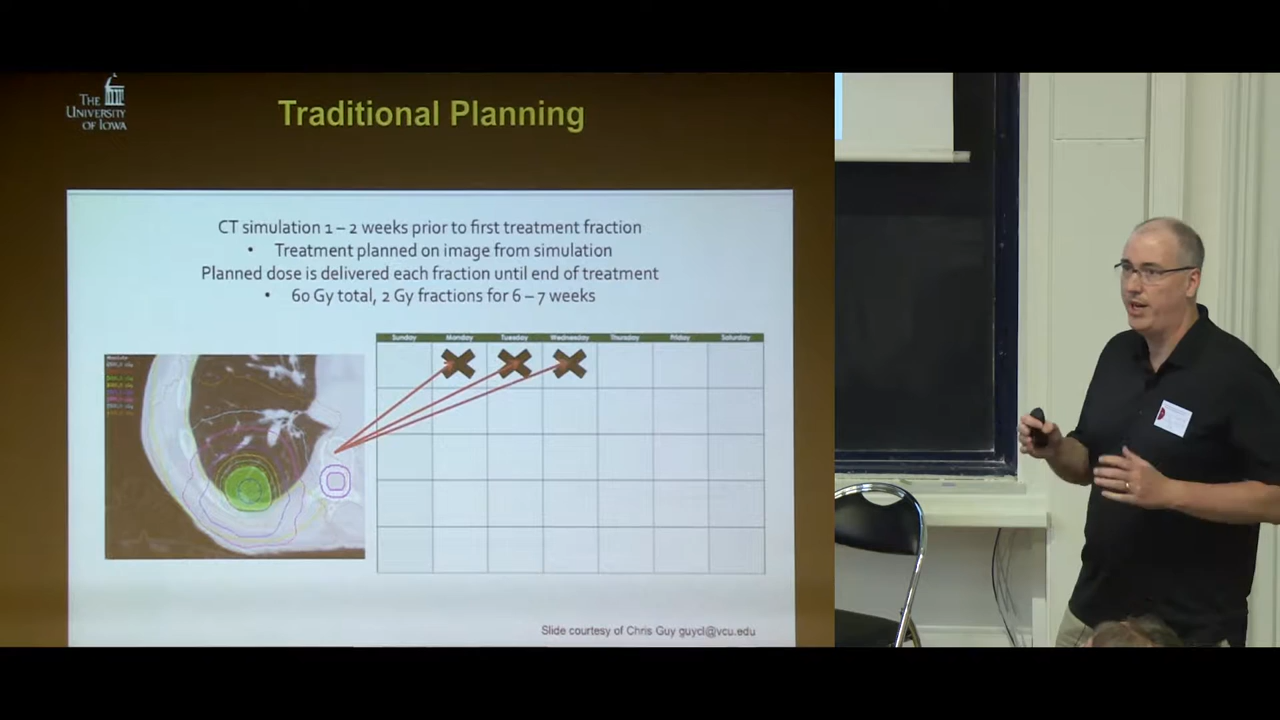 THE
UNIVERSITY
OF IOWA
Traditional Planning
CT simulation 1 – 2 weeks prior to first treatment fraction
• Treatment planned on image from simulation
Planned dose is delivered each fraction until end of treatment
• 60 Gy total, 2 Gy fractions for 6 – 7 weeks
Sunday Monday Tuesday Wednesday Thursday Friday Saturday
Slide courtesy of Chris Guy guycl@vcu.edu